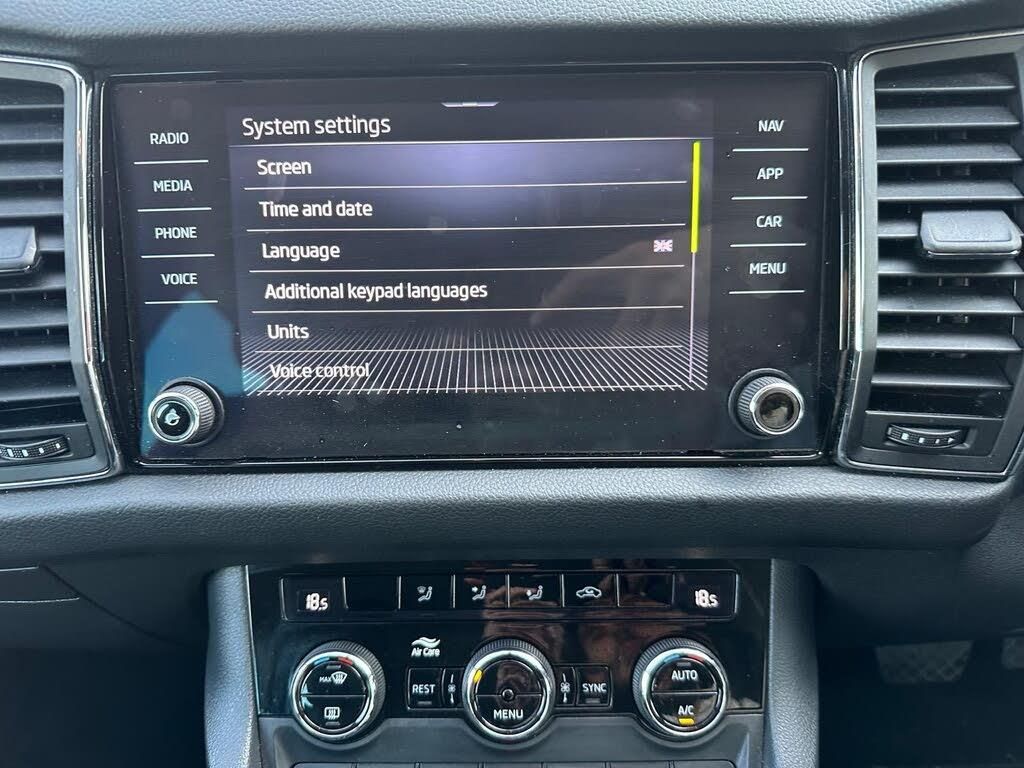 System settings
RADIO
MEDIA
PHONE
VOICE
Screen
Time and date
Language
Additional keypad languages
Units
Voice control
NAV
APP
CAR
MENU
18.5
18.5
Air Care
MAX
REST
MENU
SYNC
AUTO
A/C